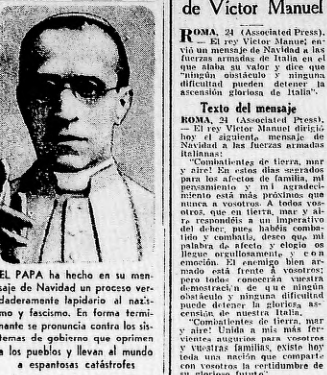 EL PAPA ha hecho en su men-
saje de Navidad un proceso ver-
daderamente lapidario al nazis-
mo y fascismo. En forma termi-
nante se pronuncia contra los sis-
temas de gobierno que oprimen
a los pueblos y llevan al mundo
a espantosas catástrofes
de Víctor Manuel
ROMA, 24 (Associated Press).
— El rey Víctor Manuel en-
vió un mensaje de Navidad a las
fuerzas armadas de Italia en el
que alaba su valor y dice que
"ningún obstáculo y ninguna
dificultad pueden detener la
ascensión gloriosa de Italia".
Texto del mensaje
ROMA, 24 (Associated Press).
— El rey Víctor Manuel dirigió
hoy el siguiente mensaje de
Navidad a las fuerzas armadas
italianas:
"Combatientes de tierra, mar
y aire! En estos días sagrados
para los afectos de familia, mi
pensamiento y mi agradeci-
miento está más próximos que
nunca a vosotros. A todos vos-
otros, que en tierra, mar y ai-
re respondéis a un imperativo
del deber, pues habéis comba-
tido y combatís, deseo que mi
palabra de afecto y elogio os
llegue orgullosamente y con
emoción. El enemigo bien ar-
mado está frente a vosotros;
pero todos conocerán vuestra
demostración de que ningún
obstáculo y ninguna dificultad
puede detener la gloriosa as-
censión de nuestra Italia.
"Combatientes de tierra, mar
y aire! Unida a mis más fer-
vientes augurios para vosotros
y vuestras familias, existe hoy
toda una nación que comparte
con vosotros la certidumbre de
su glorioso futuro".